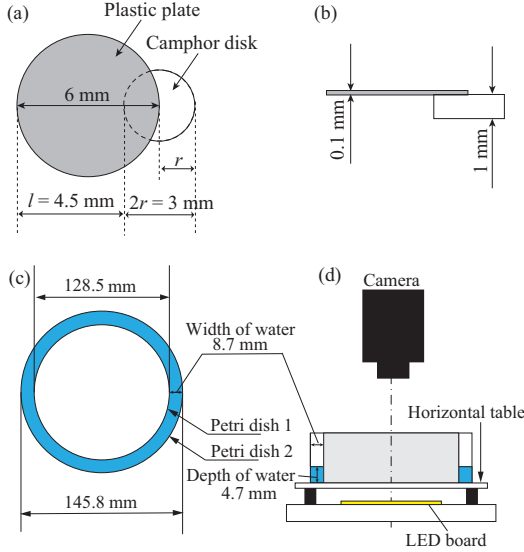 (a)
Plastic plate
Camphor disk
6 mm
r
l = 4.5 mm
2r = 3 mm
(b)
0.1 mm
1 mm
(c)
128.5 mm
Width of water
8.7 mm
Petri dish 1
Petri dish 2
Depth of water
4.7 mm
145.8 mm
(d)
Camera
Horizontal table
LED board